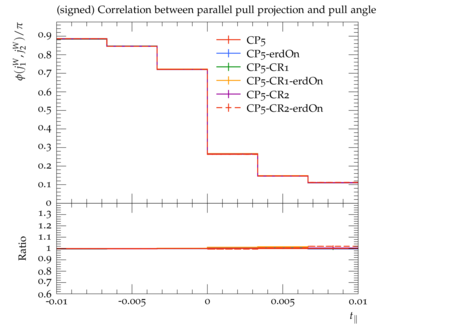 (signed) Correlation between parallel pull projection and pull angle
ϕ(j₁ᵂ, j₂ᵂ)/π
0.9
0.8
0.7
0.6
0.5
0.4
0.3
0.2
0.1
0
CP5
CP5-erdOn
CP5-CR1
CP5-CR1-erdOn
CP5-CR2
CP5-CR2-erdOn
Ratio
1.3
1.2
1.1
1
0.9
0.8
0.7
0.6
-0.01 -0.005 0 0.005 0.01
t∥